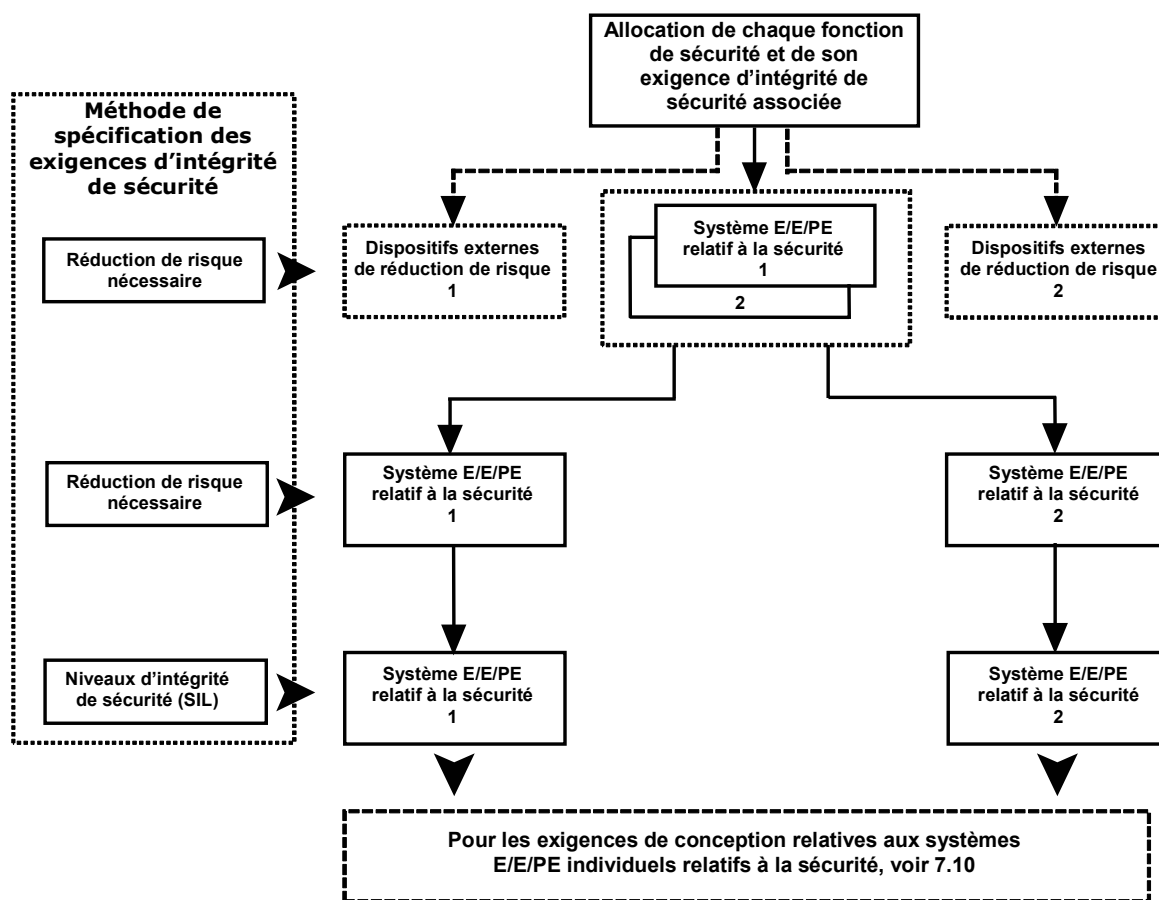 Allocation de chaque fonction
de sécurité et de son
exigence d'intégrité de
sécurité associée
Méthode de
spécification des
exigences d'intégrité
de sécurité
Réduction de risque
nécessaire
Dispositifs externes
de réduction de risque
1
Système E/E/PE
relatif à la sécurité
1
2
Dispositifs externes
de réduction de risque
2
Réduction de risque
nécessaire
Système E/E/PE
relatif à la sécurité
1
Système E/E/PE
relatif à la sécurité
2
Niveaux d'intégrité
de sécurité (SIL)
Système E/E/PE
relatif à la sécurité
1
Système E/E/PE
relatif à la sécurité
2
Pour les exigences de conception relatives aux systèmes
E/E/PE individuels relatifs à la sécurité, voir 7.10